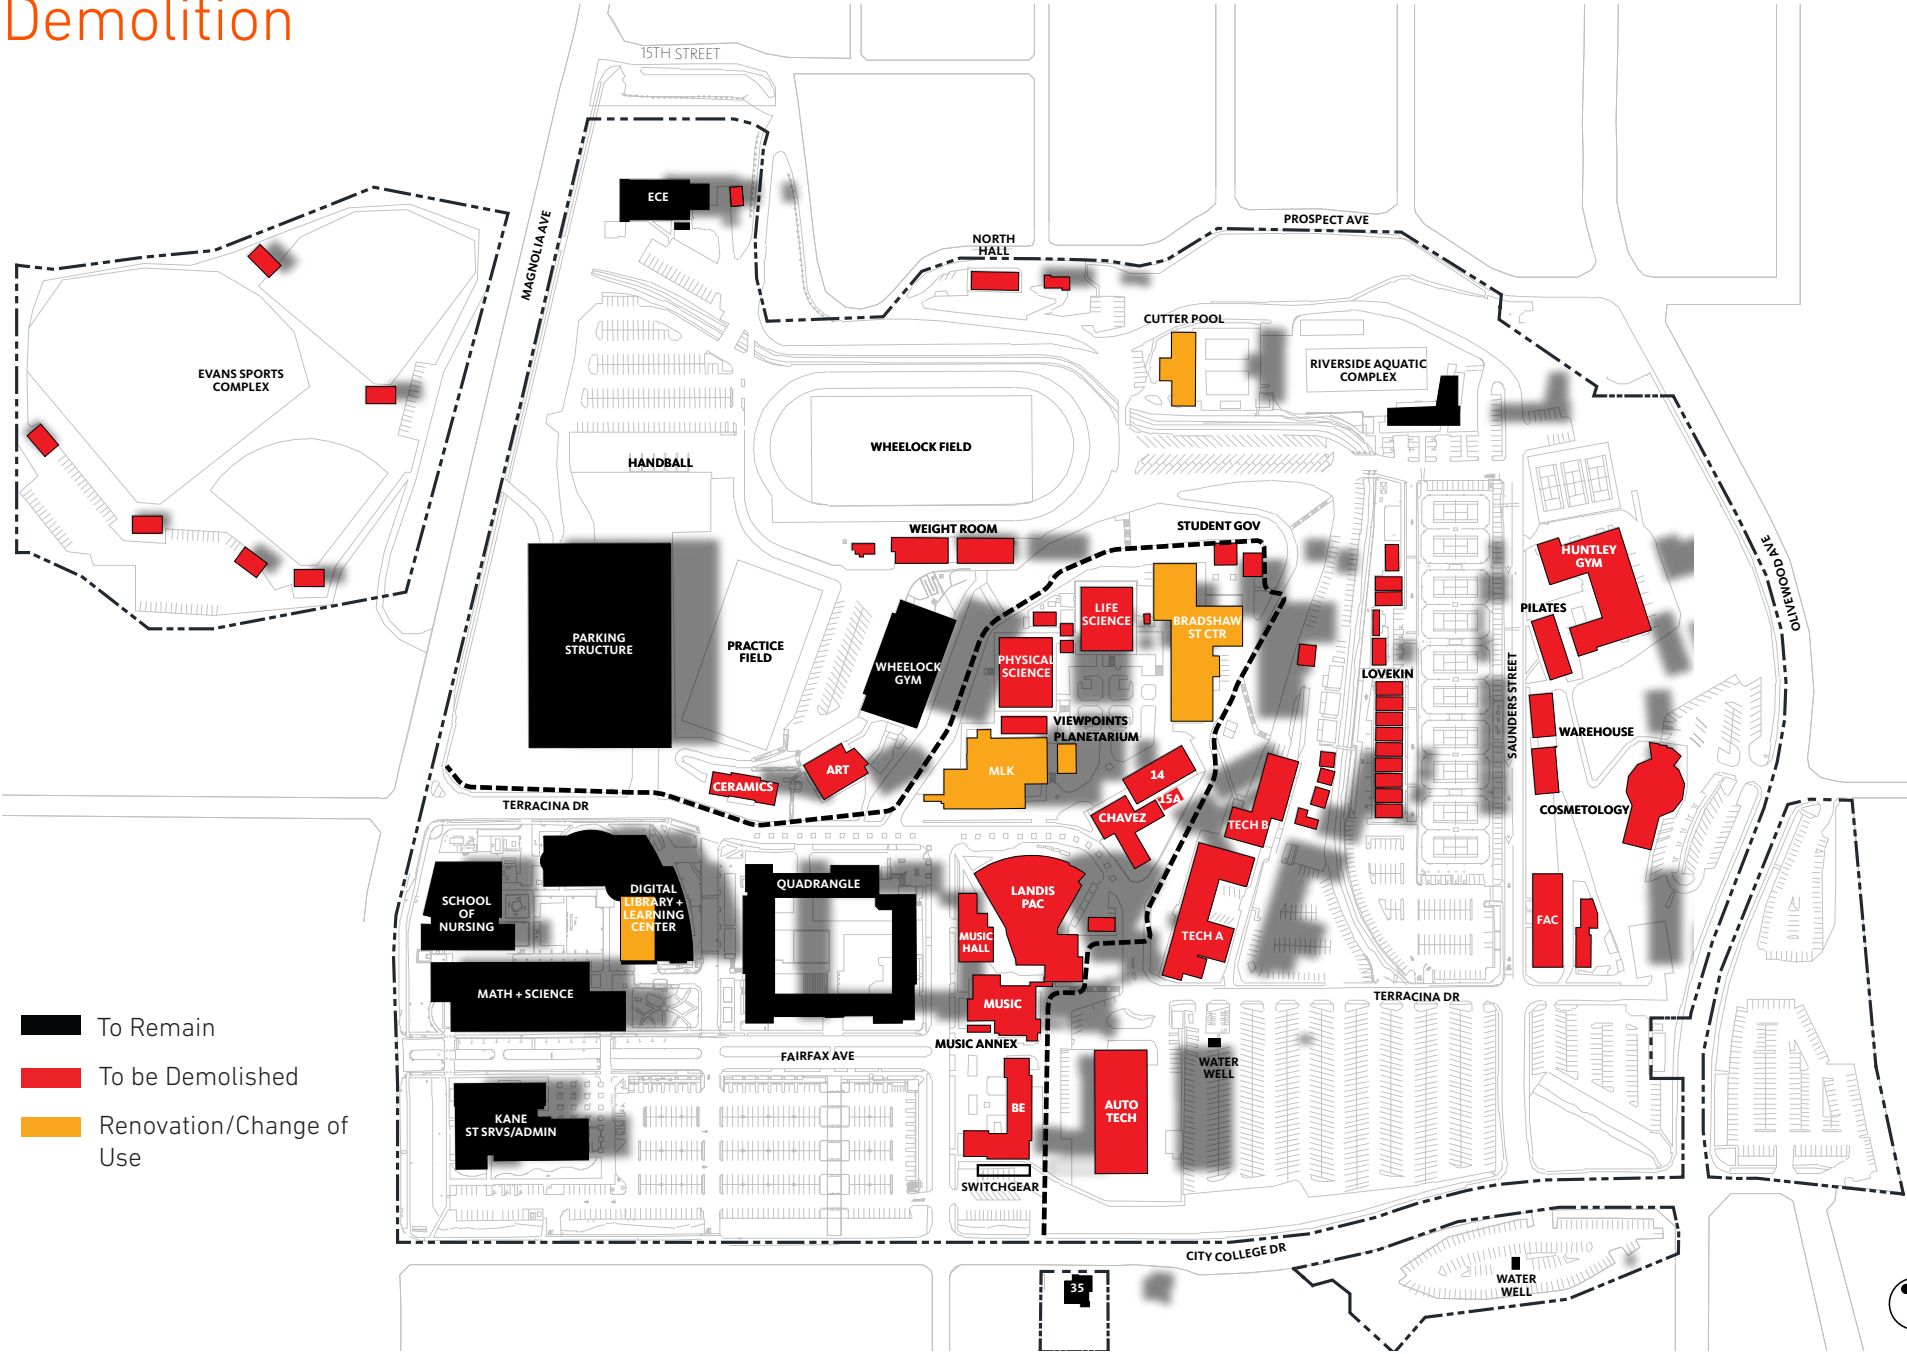 Demolition
15TH STREET
MAGNOLIA AVE
ECE
PROSPECT AVE
NORTH
HALL
CUTTER POOL
RIVERSIDE AQUATIC
COMPLEX
EVANS SPORTS
COMPLEX
WHEELOCK FIELD
HANDBALL
WEIGHT ROOM
STUDENT GOV
HUNTLEY
GYM
OLIVEWOOD AVE
PILATES
LIFE
SCIENCE
BRADSHAW
ST CTR
PARKING
STRUCTURE
PRACTICE
FIELD
WHEELOCK
GYM
PHYSICAL
SCIENCE
LOVEKIN
SAUNDERS STREET
VIEWPOINTS
PLANETARIUM
WAREHOUSE
MLK
ART
CERAMICS
14
15A
CHAVEZ
TECH B
COSMETOLOGY
TERRACINA DR
SCHOOL
OF
NURSING
DIGITAL
LIBRARY +
LEARNING
CENTER
QUADRANGLE
LANDIS
PAC
MUSIC
HALL
TECH A
FAC
MATH + SCIENCE
MUSIC
TERRACINA DR
MUSIC ANNEX
FAIRFAX AVE
WATER
WELL
BE
AUTO
TECH
KANE
ST SRVS/ADMIN
SWITCHGEAR
CITY COLLEGE DR
35
WATER
WELL
To Remain
To be Demolished
Renovation/Change of
Use